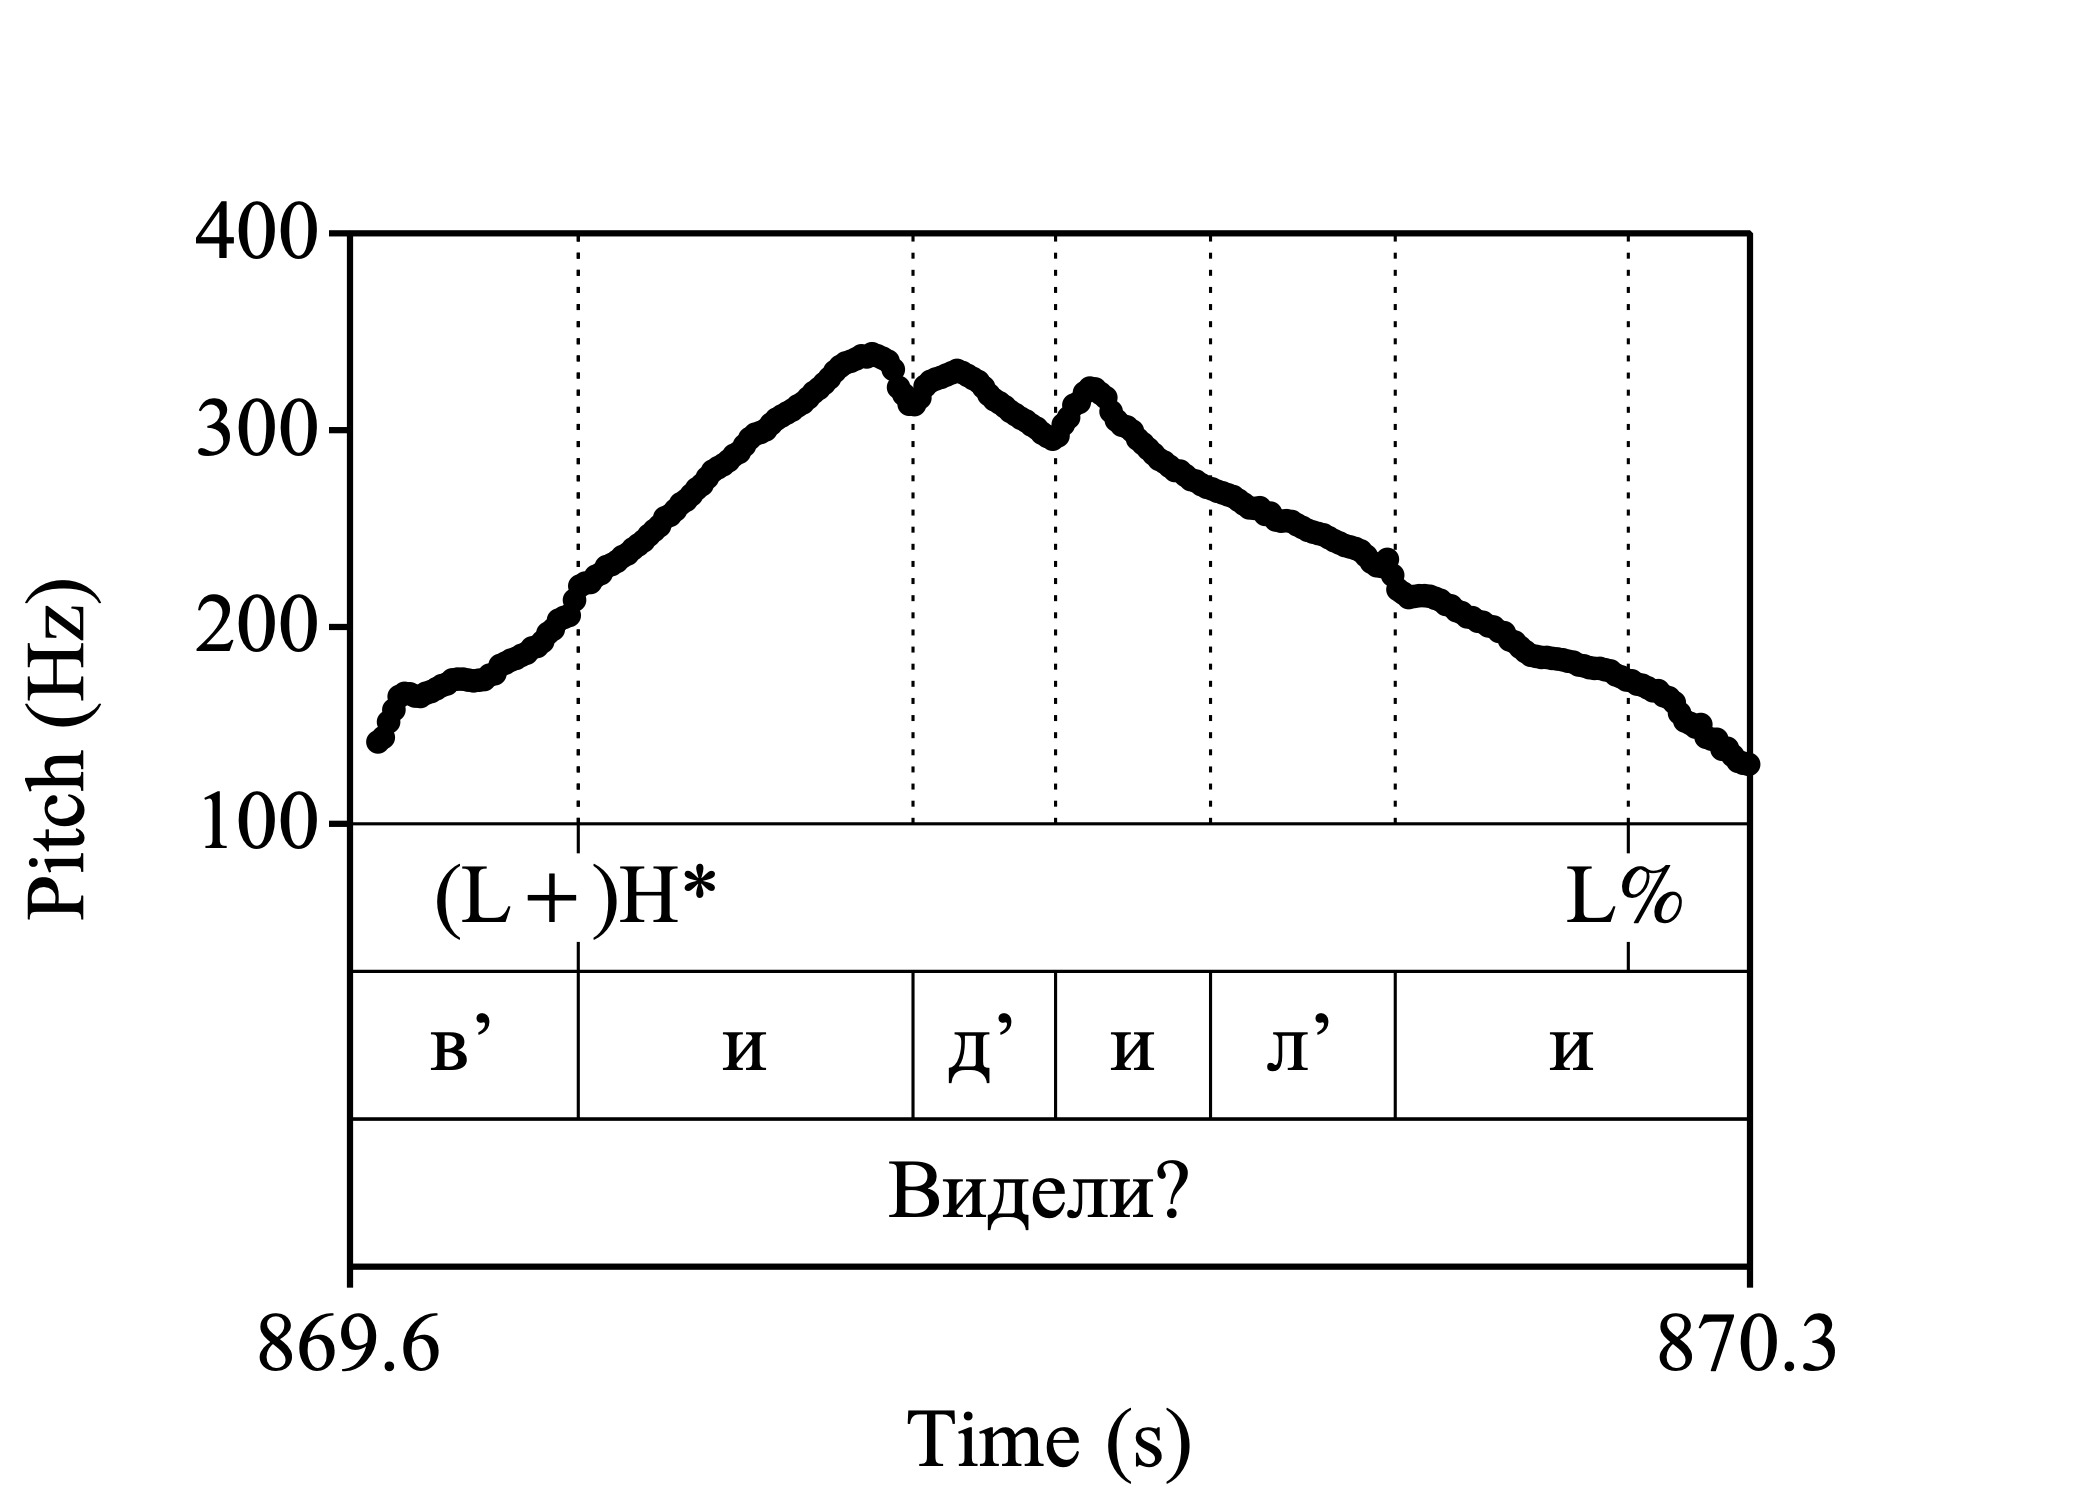 400
300
200
100
Pitch (Hz)
(L+)H* L%
в’ и д’ и л’ и
Видели?
869.6 870.3
Time (s)